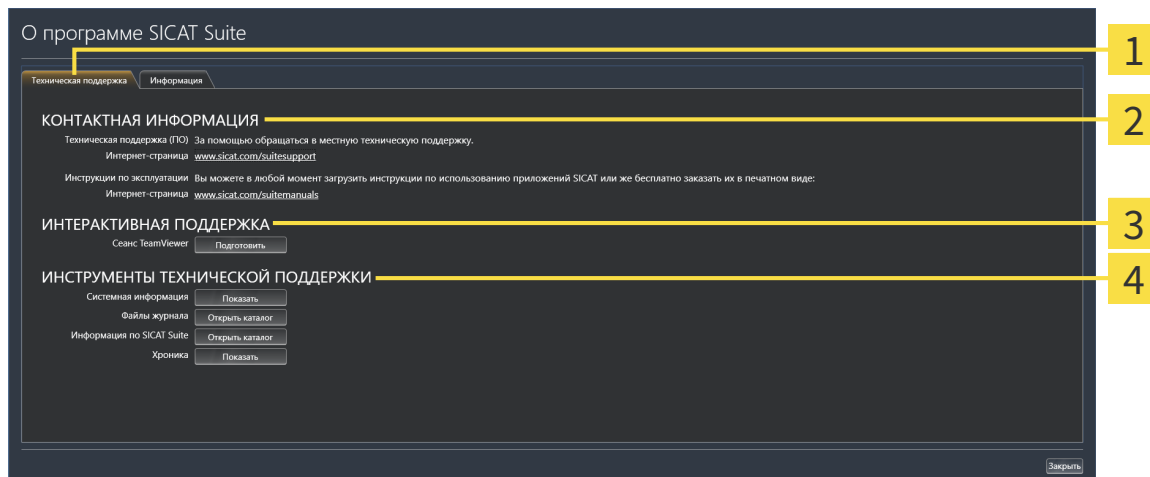 О программе SICAT Suite
1
Техническая поддержка
Информация
КОНТАКТНАЯ ИНФОРМАЦИЯ
2
Техническая поддержка (ПО) За помощью обращаться в местную техническую поддержку.
Интернет-страница www.sicat.com/suitesupport
Инструкции по эксплуатации Вы можете в любой момент загрузить инструкции по использованию приложений SICAT или же бесплатно заказать их в печатном виде:
Интернет-страница www.sicat.com/suitemanuals
ИНТЕРАКТИВНАЯ ПОДДЕРЖКА
3
Сеанс TeamViewer Подготовить
ИНСТРУМЕНТЫ ТЕХНИЧЕСКОЙ ПОДДЕРЖКИ
4
Системная информация Показать
Файлы журнала Открыть каталог
Информация по SICAT Suite Открыть каталог
Хроника Показать
Закрыть